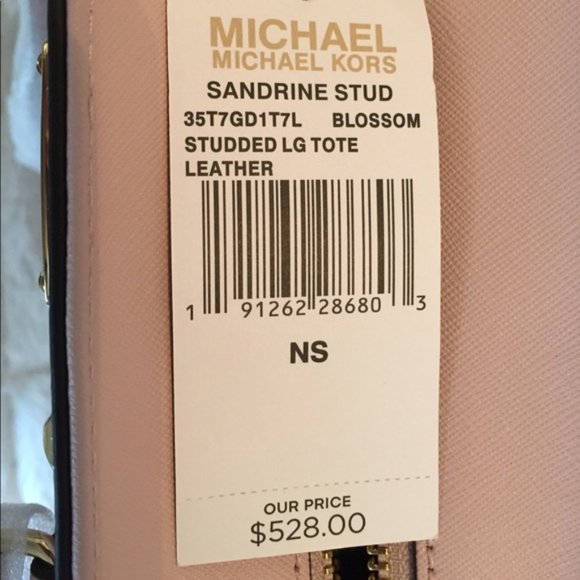 MICHAEL
MICHAEL KORS
SANDRINE STUD
35T7GD1T7L BLOSSOM
STUDDED LG TOTE
LEATHER
1 91262 28680 3
NS
OUR PRICE
$528.00